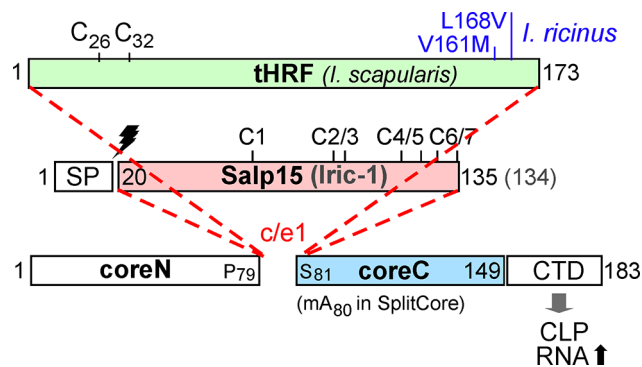 L168V
C26 C32 V161M I. ricinus
1 tHRF (I. scapularis) 173
C1 C2/3 C4/5 C6/7
1 SP 20 Salp15 (Iric-1) 135 (134)
c/e1
1 coreN P79 S81 coreC 149 CTD 183
(mA80 in SplitCore)
CLP
RNA